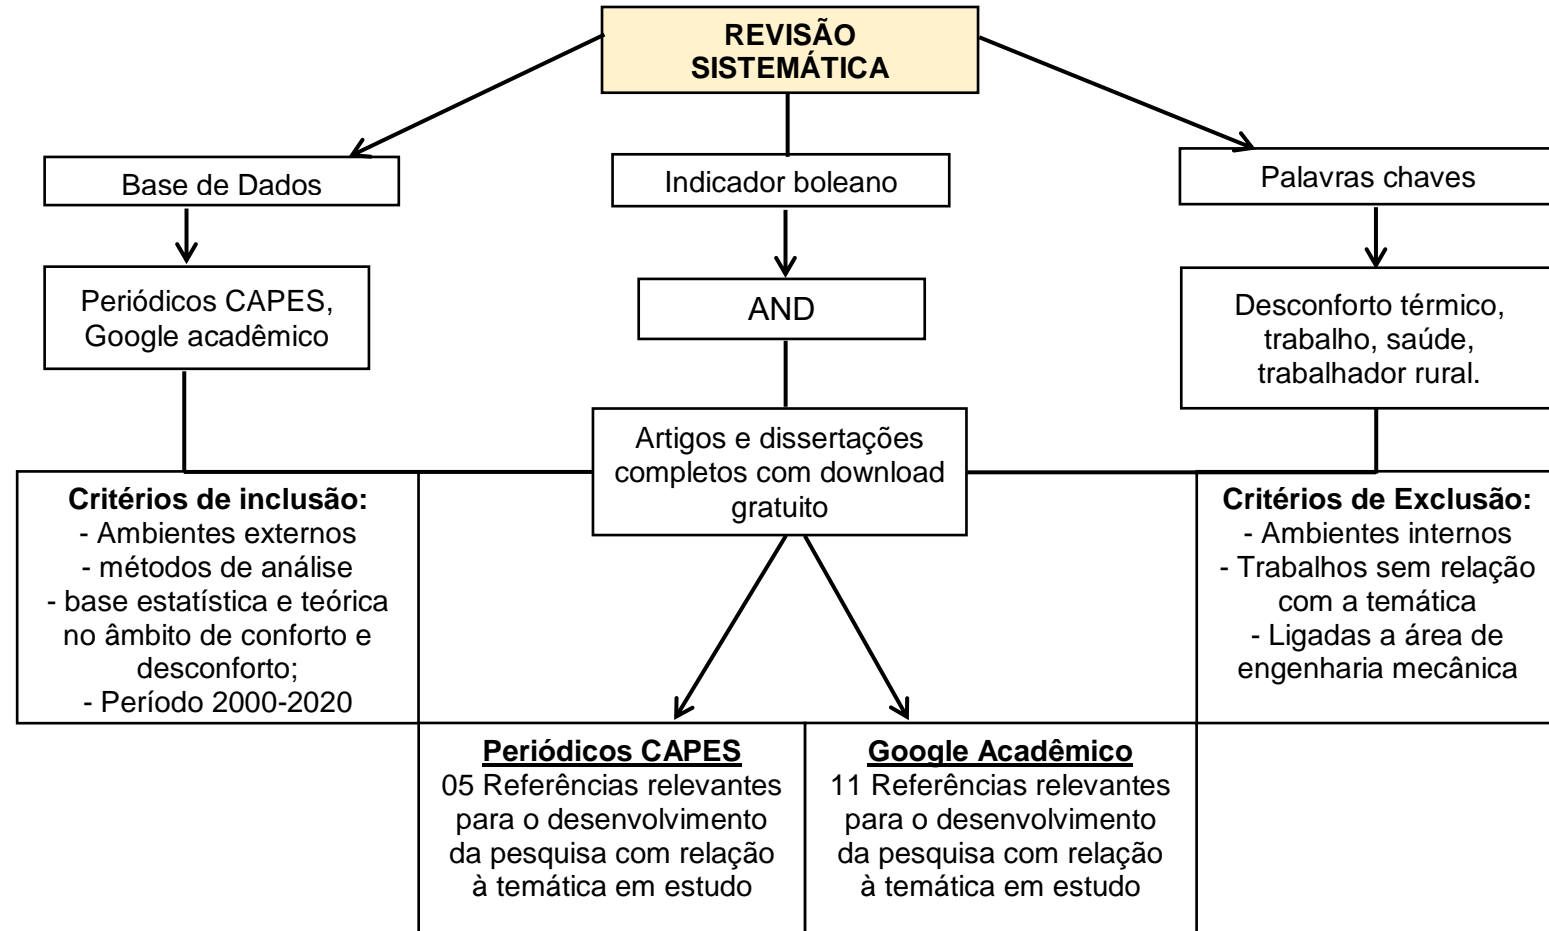 REVISÃO
SISTEMÁTICA
Base de Dados
Indicador boleano
Palavras chaves
Periódicos CAPES,
Google acadêmico
AND
Desconforto térmico,
trabalho, saúde,
trabalhador rural.
Artigos e dissertações
completos com download
gratuito
Critérios de inclusão:
- Ambientes externos
- métodos de análise
- base estatística e teórica
no âmbito de conforto e
desconforto;
- Período 2000-2020
Critérios de Exclusão:
- Ambientes internos
- Trabalhos sem relação
com a temática
- Ligadas a área de
engenharia mecânica
Periódicos CAPES
05 Referências relevantes
para o desenvolvimento
da pesquisa com relação
à temática em estudo
Google Acadêmico
11 Referências relevantes
para o desenvolvimento
da pesquisa com relação
à temática em estudo